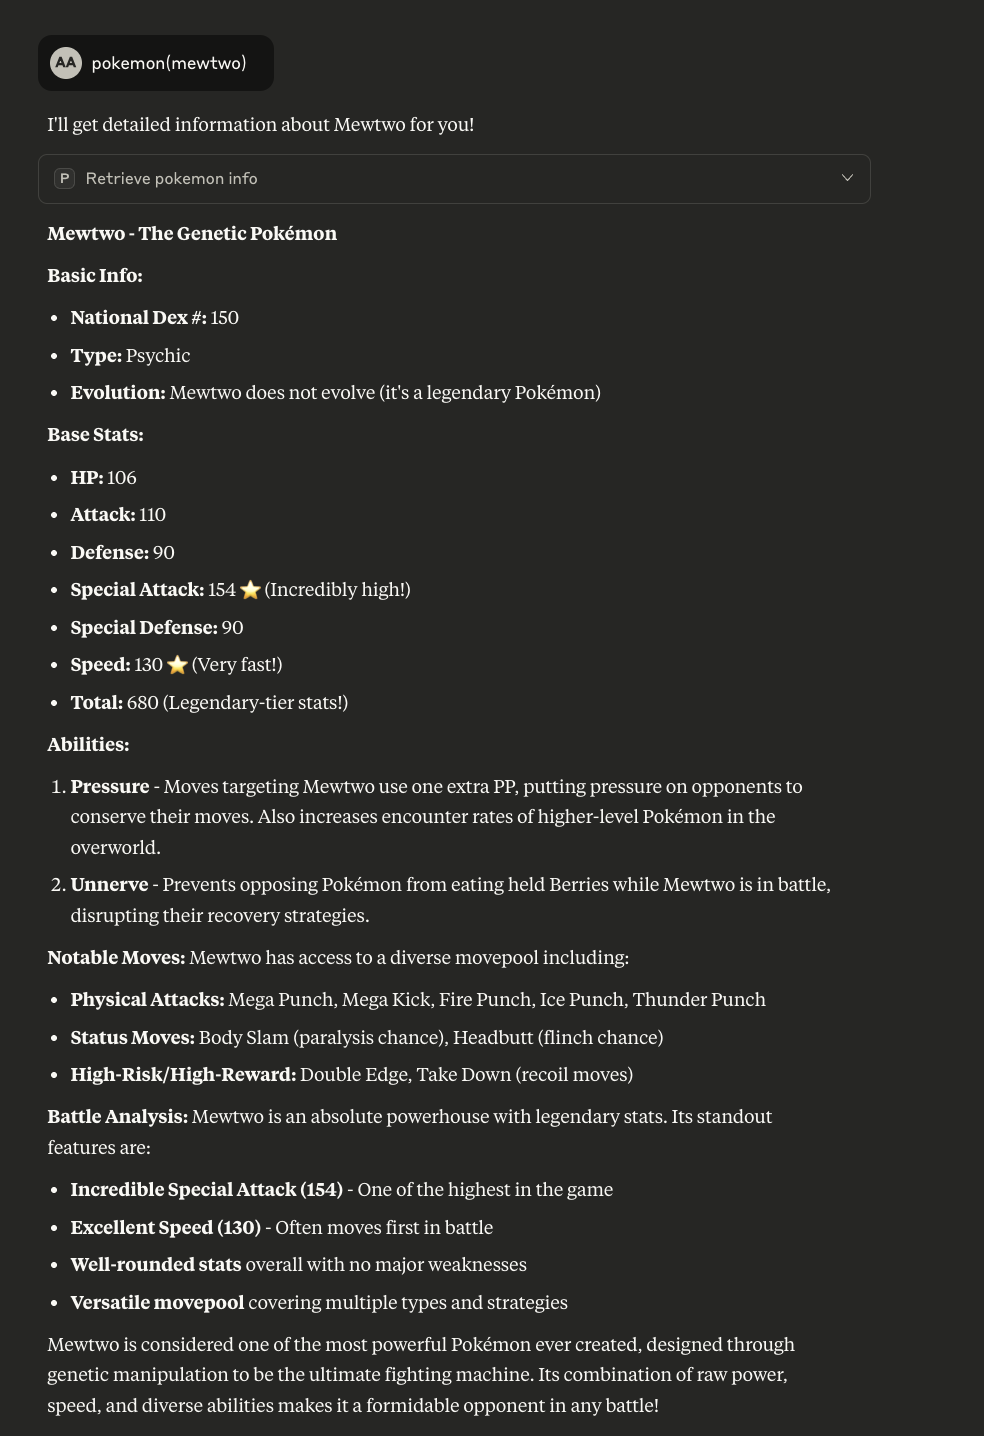 AA pokemon(mewtwo)
I'll get detailed information about Mewtwo for you!
P Retrieve pokemon info
Mewtwo - The Genetic Pokémon
Basic Info:
• National Dex #: 150
• Type: Psychic
• Evolution: Mewtwo does not evolve (it's a legendary Pokémon)
Base Stats:
• HP: 106
• Attack: 110
• Defense: 90
• Special Attack: 154 ⭐ (Incredibly high!)
• Special Defense: 90
• Speed: 130 ⭐ (Very fast!)
• Total: 680 (Legendary-tier stats!)
Abilities:
1. Pressure - Moves targeting Mewtwo use one extra PP, putting pressure on opponents to
conserve their moves. Also increases encounter rates of higher-level Pokémon in the
overworld.
2. Unnerve - Prevents opposing Pokémon from eating held Berries while Mewtwo is in battle,
disrupting their recovery strategies.
Notable Moves: Mewtwo has access to a diverse movepool including:
• Physical Attacks: Mega Punch, Mega Kick, Fire Punch, Ice Punch, Thunder Punch
• Status Moves: Body Slam (paralysis chance), Headbutt (flinch chance)
• High-Risk/High-Reward: Double Edge, Take Down (recoil moves)
Battle Analysis: Mewtwo is an absolute powerhouse with legendary stats. Its standout
features are:
• Incredible Special Attack (154) - One of the highest in the game
• Excellent Speed (130) - Often moves first in battle
• Well-rounded stats overall with no major weaknesses
• Versatile movepool covering multiple types and strategies
Mewtwo is considered one of the most powerful Pokémon ever created, designed through
genetic manipulation to be the ultimate fighting machine. Its combination of raw power,
speed, and diverse abilities makes it a formidable opponent in any battle!